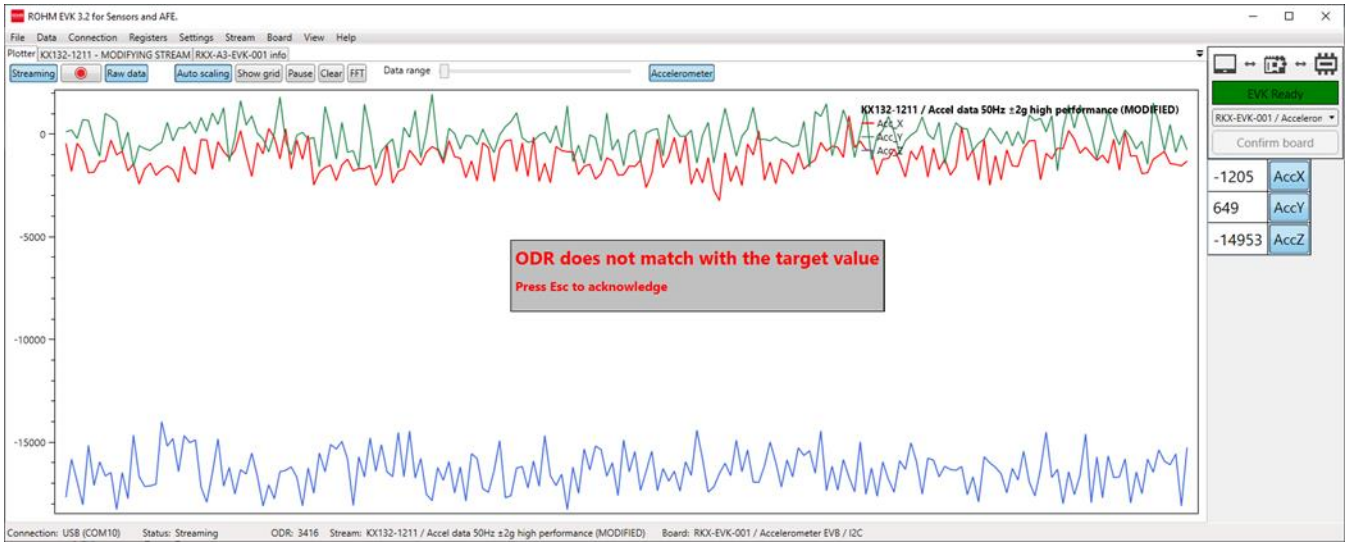 ROHM EVK 3.2 for Sensors and AFE.
File Data Connection Registers Settings Stream Board View Help
Plotter KX132-1211 - MODIFYING STREAM RKX-A3-EVK-001 info
Streaming Raw data Auto scaling Show grid Pause Clear FFT Data range Accelerometer
EVK Ready
RKX-EVK-001 / Acceleron
Confirm board
-1205 AccX
649 AccY
-14953 AccZ
KX132-1211 / Accel data 50Hz ±2g high performance (MODIFIED)
Acc_X
Acc_Y
Acc_Z
0
-5000
-10000
-15000
ODR does not match with the target value
Press Esc to acknowledge
Connection: USB (COM10) Status: Streaming ODR: 3416 Stream: KX132-1211 / Accel data 50Hz ±2g high performance (MODIFIED) Board: RKX-EVK-001 / Accelerometer EVB / I2C